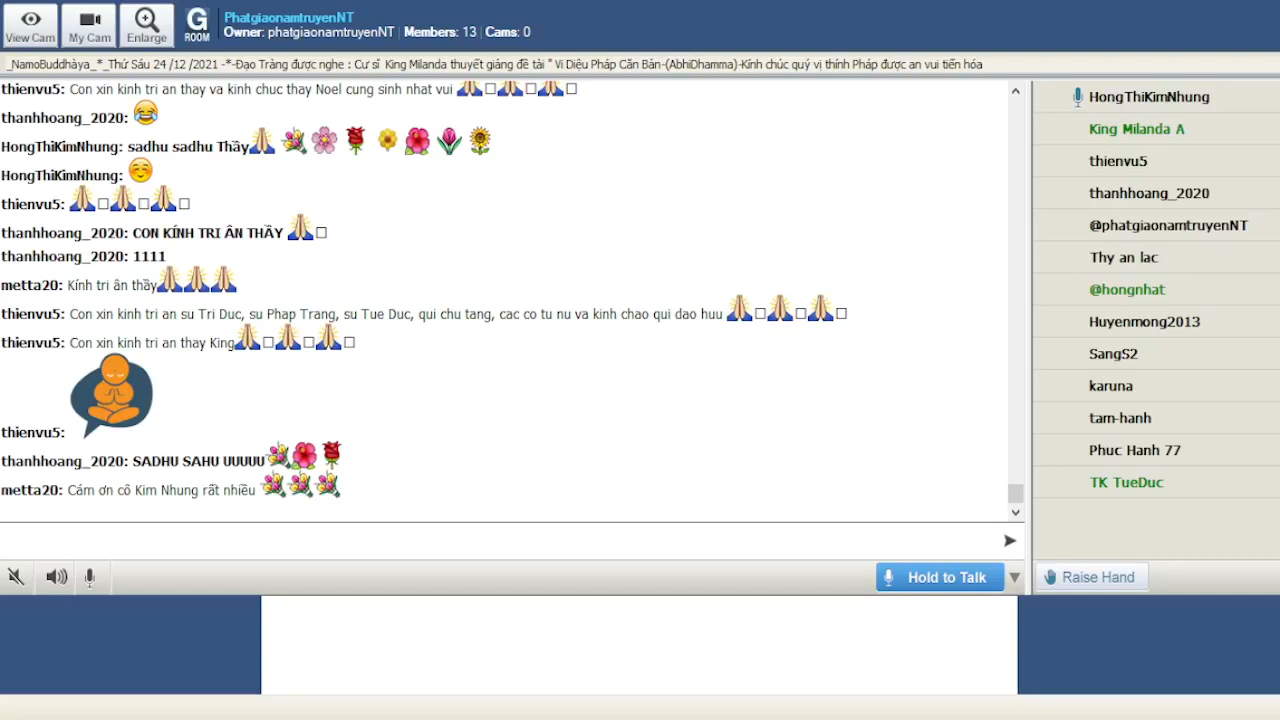 View Cam
My Cam
Enlarge
G
ROOM
PhatgiaonamtruyenNT
Owner: phatgiaonamtruyenNT | Members: 13 | Cams: 0
_NamoBuddhàya_*_Thứ Sáu 24 /12 /2021 -*-Đạo Tràng được nghe : Cư sĩ King Milanda thuyết giảng đề tài " Vi Diệu Pháp Căn Bản-(AbhiDhamma)-Kính chúc quý vị thính Pháp được an vui tiến hóa
thienvu5: Con xin kinh tri an thay va kinh chuc thay Noel cung sinh nhat vui 🙏□🙏□🙏□
thanhhoang_2020: 😂
HongThiKimNhung: sadhu sadhu Thầy🙏 💐 🌸 🌹 🌼 🌺 🌷 🌻
HongThiKimNhung: ☺️
thienvu5: 🙏□🙏□🙏□
thanhhoang_2020: CON KÍNH TRI ÂN THẦY 🙏□
thanhhoang_2020: 1111
metta20: Kính tri ân thầy🙏🙏🙏
thienvu5: Con xin kinh tri an su Tri Duc, su Phap Trang, su Tue Duc, qui chu tang, cac co tu nu va kinh chao qui dao huu 🙏□🙏□🙏□
thienvu5: Con xin kinh tri an thay King🙏□🙏□🙏□
thienvu5:
thanhhoang_2020: SADHU SAHU UUUUU💐🌺🌹
metta20: Cám ơn cô Kim Nhung rất nhiều 💐💐💐
HongThiKimNhung
King Milanda A
thienvu5
thanhhoang_2020
@phatgiaonamtruyenNT
Thy an lac
@hongnhat
Huyenmong2013
SangS2
karuna
tam-hanh
Phuc Hanh 77
TK TueDuc
Hold to Talk
Raise Hand